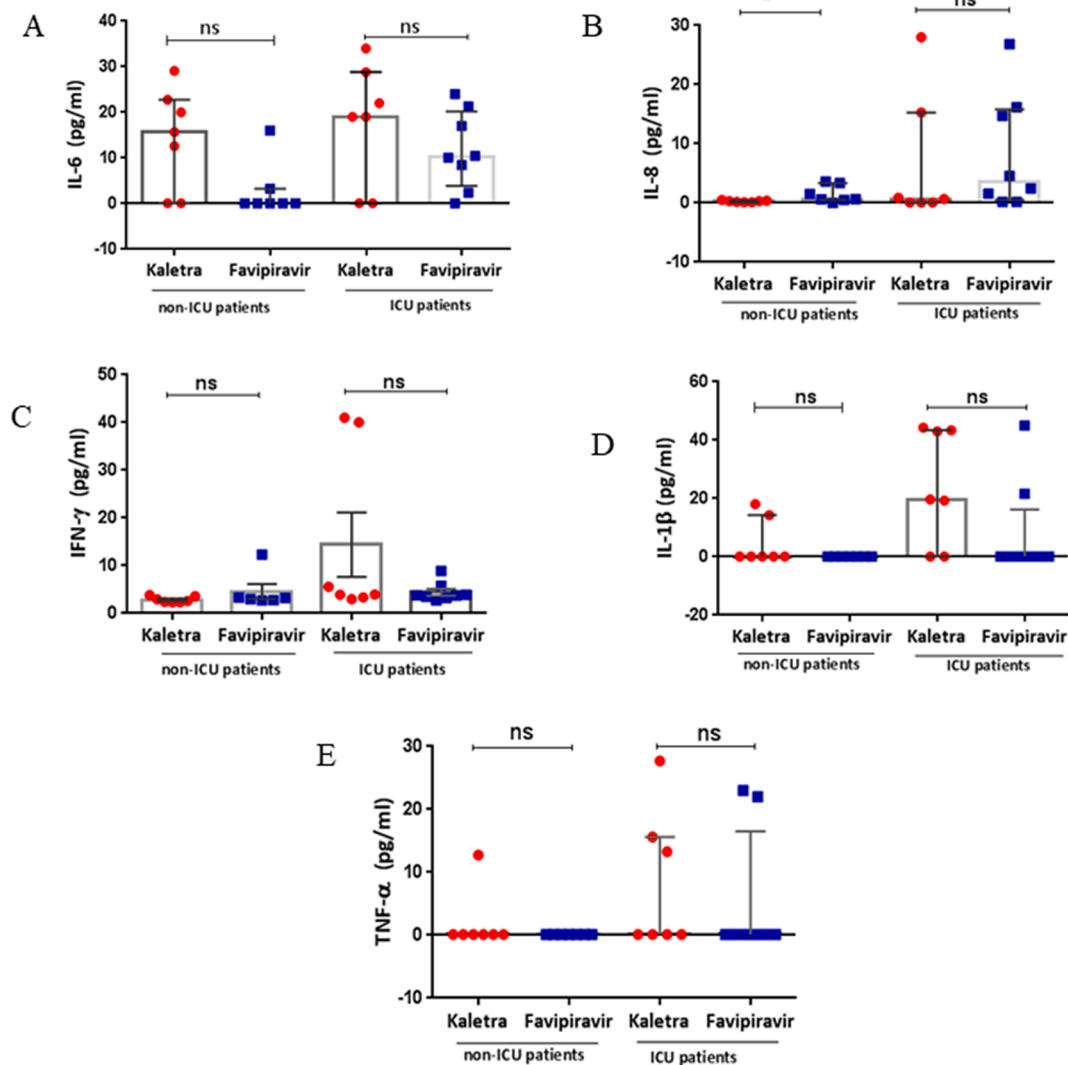 A
IL-6 (pg/ml)
40
30
20
10
0
-10
ns
ns
Kaletra Favipiravir Kaletra Favipiravir
non-ICU patients ICU patients
B
IL-8 (pg/ml)
30
20
10
0
-10
ns
Kaletra Favipiravir Kaletra Favipiravir
non-ICU patients ICU patients
C
IFN-γ (pg/ml)
50
40
30
20
10
0
ns
ns
Kaletra Favipiravir Kaletra Favipiravir
non-ICU patients ICU patients
D
IL-1β (pg/ml)
60
40
20
0
-20
ns
ns
Kaletra Favipiravir Kaletra Favipiravir
non-ICU patients ICU patients
E
TNF-α (pg/ml)
30
20
10
0
-10
ns
ns
Kaletra Favipiravir Kaletra Favipiravir
non-ICU patients ICU patients